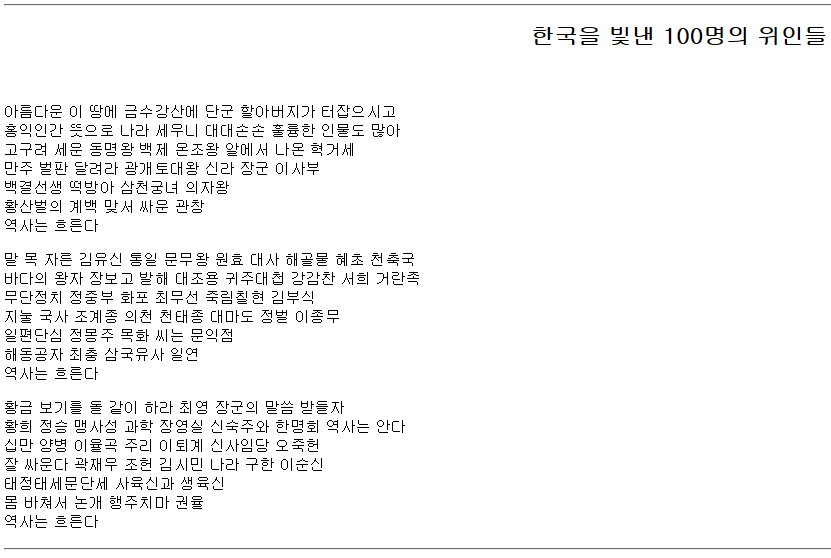 한국을 빛낸 100명의 위인들
아름다운 이 땅에 금수강산에 단군 할아버지가 터잡으시고
홍익인간 뜻으로 나라 세우니 대대손손 훌륭한 인물도 많아
고구려 세운 동명왕 백제 온조왕 알에서 나온 혁거세
만주 벌판 달려라 광개토대왕 신라 장군 이사부
백결선생 떡방아 삼천궁녀 의자왕
황산벌의 계백 맞서 싸운 관창
역사는 흐른다
말 목 자른 김유신 통일 문무왕 원효 대사 해골물 혜초 천축국
바다의 왕자 장보고 발해 대조용 귀주대첩 강감찬 서희 거란족
무단정치 정중부 화포 최무선 죽림칠현 김부식
지눌 국사 조계종 의천 천태종 대마도 정벌 이종무
일편단심 정몽주 목화 씨는 문익점
해동공자 최충 삼국유사 일연
역사는 흐른다
황금 보기를 돌 같이 하라 최영 장군의 말씀 받들자
황희 정승 맹사성 과학 장영실 신숙주와 한명회 역사는 안다
십만 양병 이율곡 주리 이퇴계 신사임당 오죽헌
잘 싸운다 곽재우 조헌 김시민 나라 구한 이순신
태정태세문단세 사육신과 생육신
몸 바쳐서 논개 행주치마 권율
역사는 흐른다